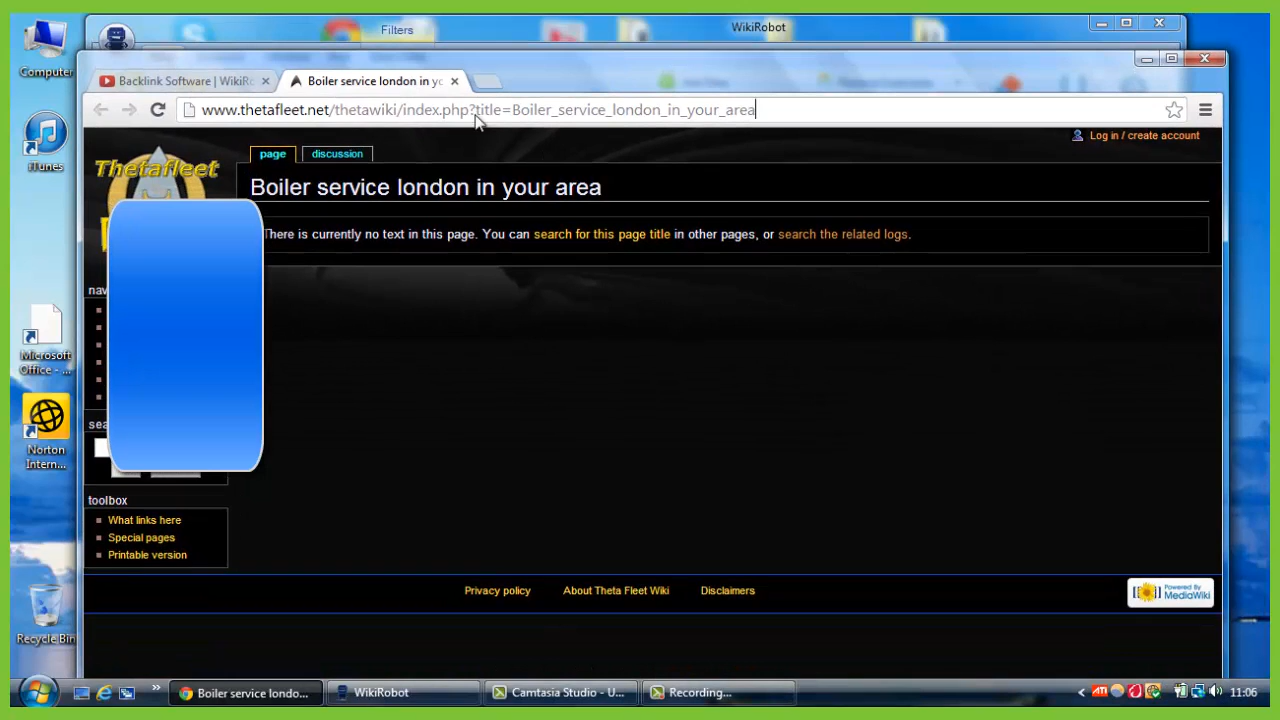 Filters
WikiRobot
Computer
Backlink Software | WikiRo
Boiler service london in yo
www.thetafleet.net/thetawiki/index.php?title=Boiler_service_london_in_your_area
Log in / create account
iTunes
Thetafleet
page
discussion
Boiler service london in your area
There is currently no text in this page. You can search for this page title in other pages, or search the related logs.
nav
Microsoft
Office - ...
sea
Norton
Intern...
toolbox
What links here
Special pages
Printable version
Privacy policy
About Theta Fleet Wiki
Disclaimers
Powered By
MediaWiki
Recycle Bin
Boiler service londo...
WikiRobot
Camtasia Studio - U...
Recording...
ATI
11:06